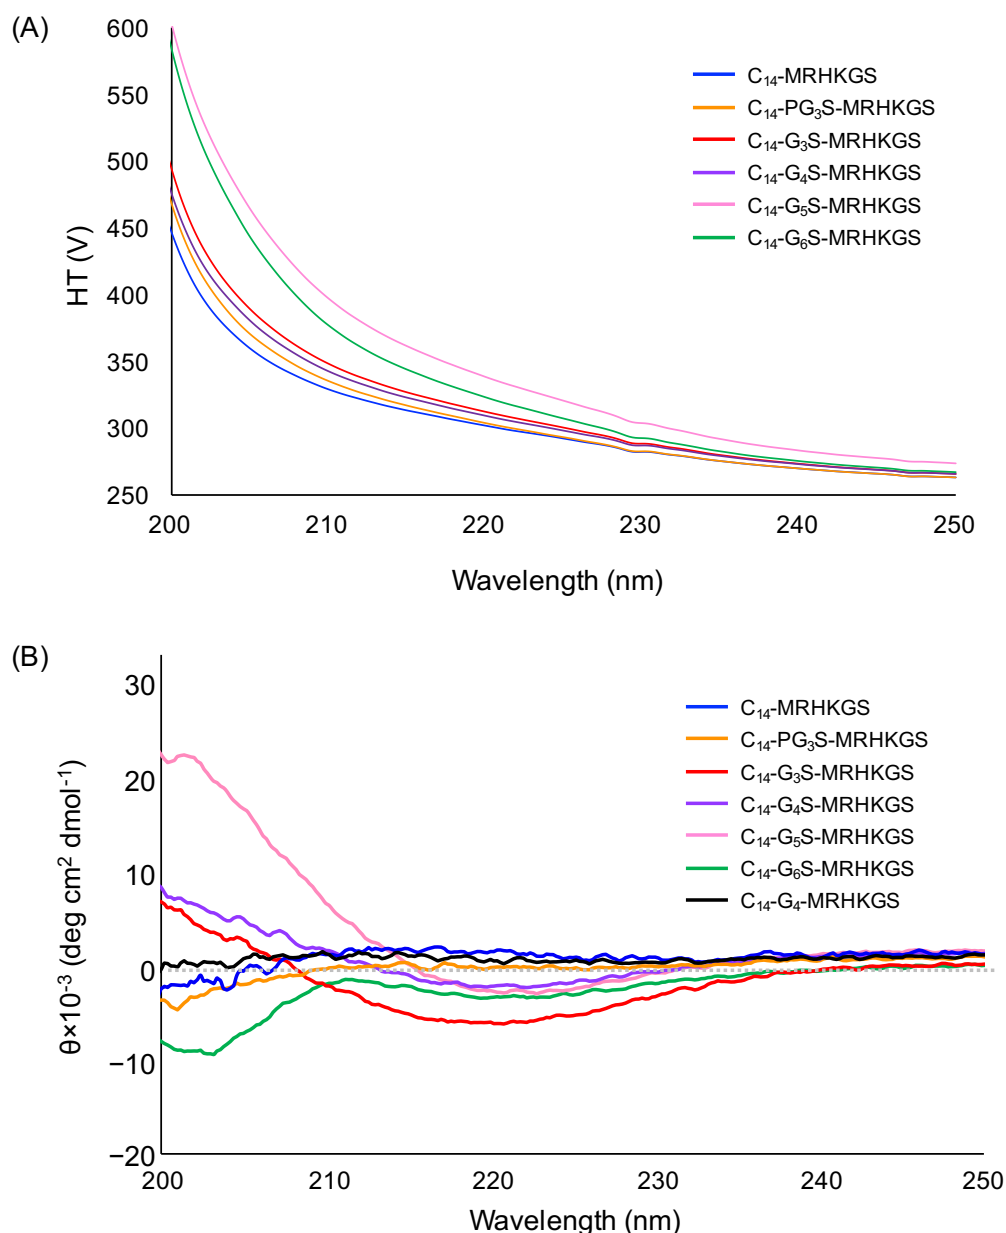 (A)
600
550
500
450
400
350
300
250
HT (V)
C₁₄-MRHKGS
C₁₄-PG₃S-MRHKGS
C₁₄-G₃S-MRHKGS
C₁₄-G₄S-MRHKGS
C₁₄-G₅S-MRHKGS
C₁₄-G₆S-MRHKGS
200 210 220 230 240 250
Wavelength (nm)
(B)
30
20
10
0
−10
−20
θ×10⁻³ (deg cm² dmol⁻¹)
C₁₄-MRHKGS
C₁₄-PG₃S-MRHKGS
C₁₄-G₃S-MRHKGS
C₁₄-G₄S-MRHKGS
C₁₄-G₅S-MRHKGS
C₁₄-G₆S-MRHKGS
C₁₄-G₄-MRHKGS
200 210 220 230 240 250
Wavelength (nm)